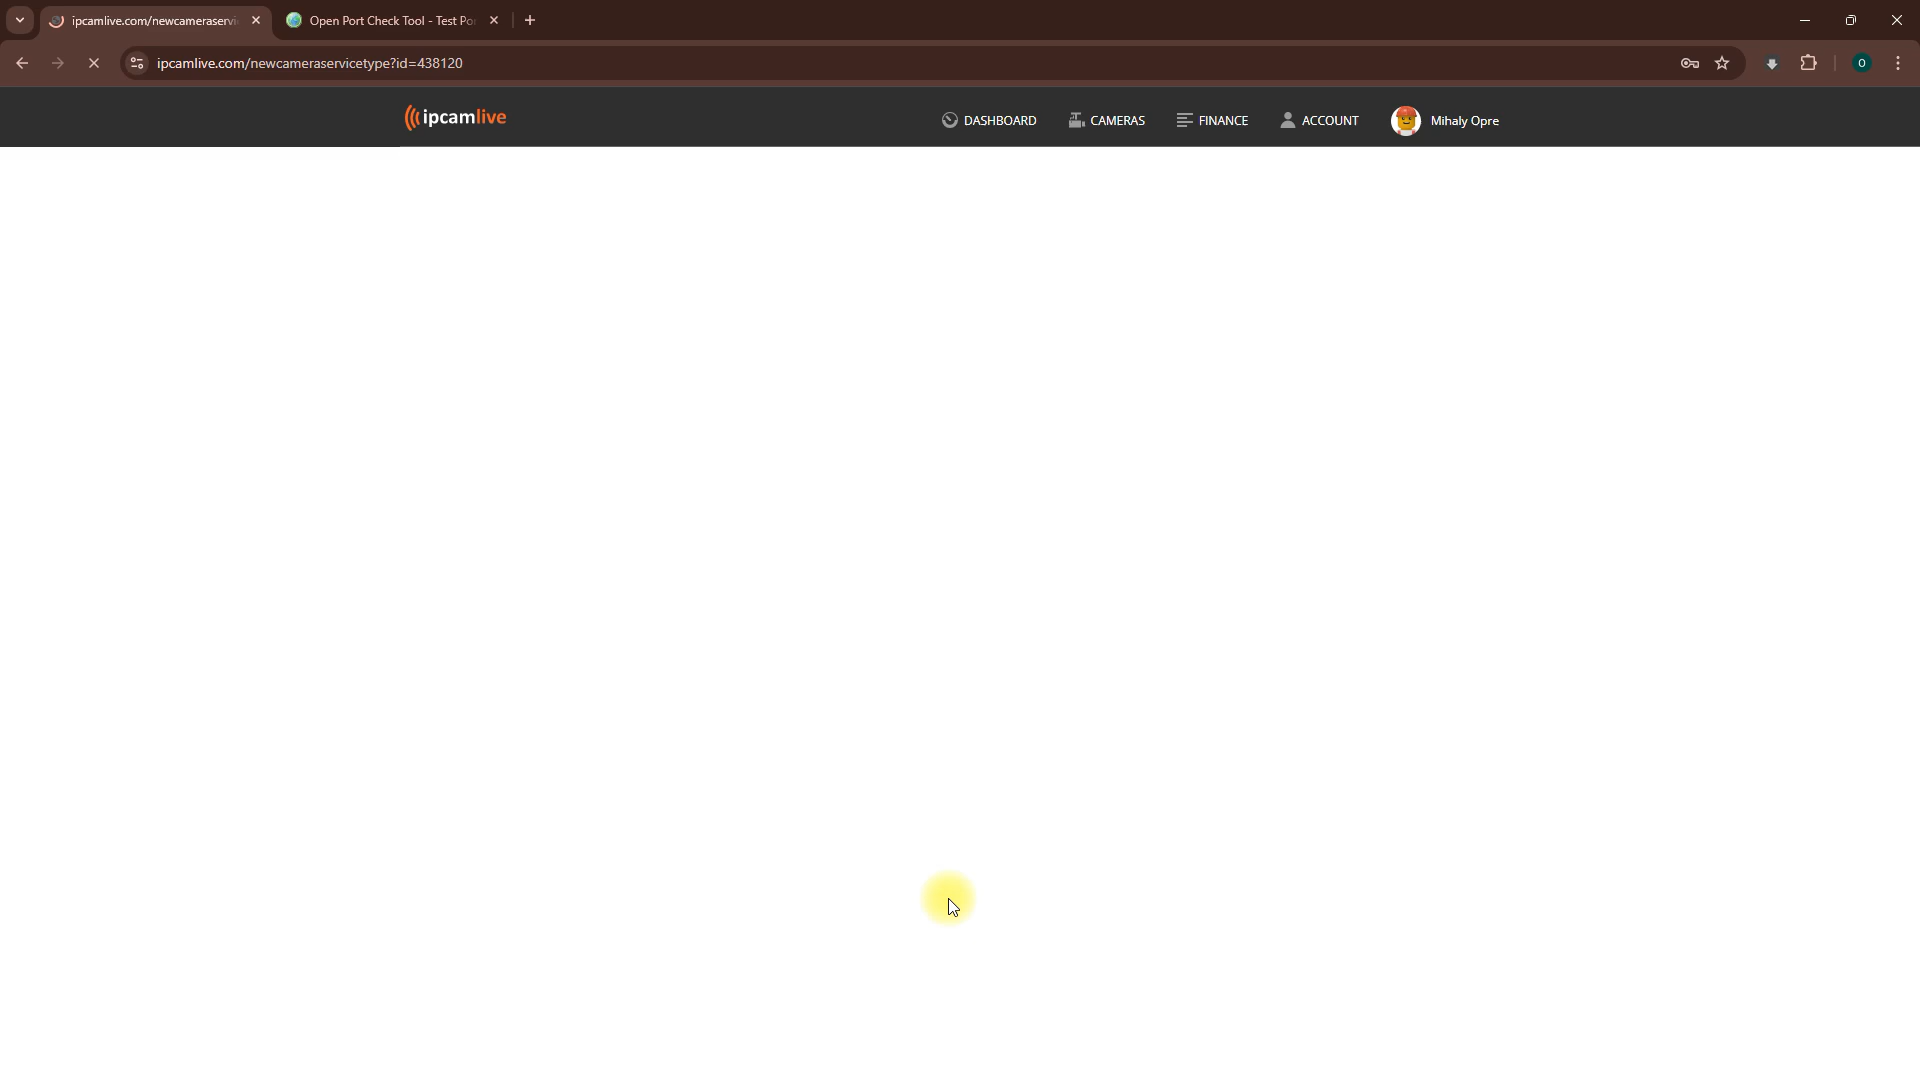 ipcamlive.com/newcameraservi
Open Port Check Tool - Test Po
ipcamlive.com/newcameraservicetype?id=438120
O
ipcamlive
DASHBOARD
CAMERAS
FINANCE
ACCOUNT
Mihaly Opre